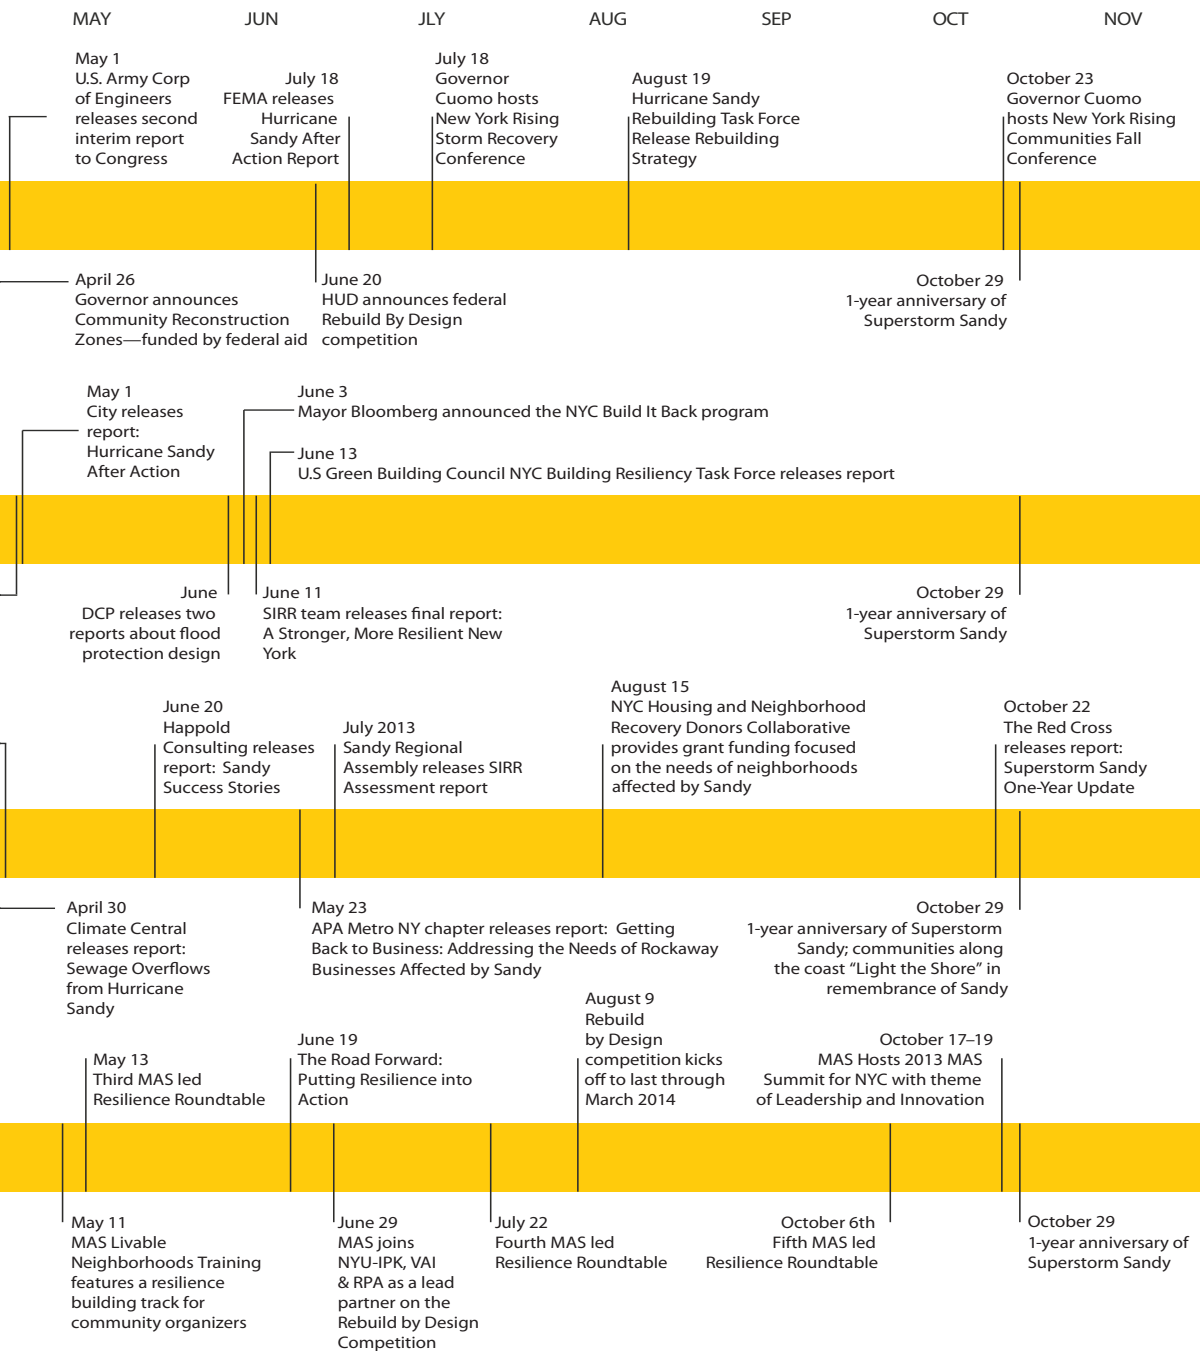 MAY JUN JLY AUG SEP OCT NOV
May 1
U.S. Army Corp
of Engineers
releases second
interim report
to Congress
July 18
FEMA releases
Hurricane
Sandy After
Action Report
July 18
Governor
Cuomo hosts
New York Rising
Storm Recovery
Conference
August 19
Hurricane Sandy
Rebuilding Task Force
Release Rebuilding
Strategy
October 23
Governor Cuomo
hosts New York Rising
Communities Fall
Conference
April 26
Governor announces
Community Reconstruction
Zones—funded by federal aid
June 20
HUD announces federal
Rebuild By Design
competition
October 29
1-year anniversary of
Superstorm Sandy
May 1
City releases
report:
Hurricane Sandy
After Action
June 3
Mayor Bloomberg announced the NYC Build It Back program
June 13
U.S Green Building Council NYC Building Resiliency Task Force releases report
June
DCP releases two
reports about flood
protection design
June 11
SIRR team releases final report:
A Stronger, More Resilient New
York
October 29
1-year anniversary of
Superstorm Sandy
June 20
Happold
Consulting releases
report: Sandy
Success Stories
July 2013
Sandy Regional
Assembly releases SIRR
Assessment report
August 15
NYC Housing and Neighborhood
Recovery Donors Collaborative
provides grant funding focused
on the needs of neighborhoods
affected by Sandy
October 22
The Red Cross
releases report:
Superstorm Sandy
One-Year Update
April 30
Climate Central
releases report:
Sewage Overflows
from Hurricane
Sandy
May 23
APA Metro NY chapter releases report: Getting
Back to Business: Addressing the Needs of Rockaway
Businesses Affected by Sandy
October 29
1-year anniversary of Superstorm
Sandy; communities along
the coast “Light the Shore” in
remembrance of Sandy
May 13
Third MAS led
Resilience Roundtable
June 19
The Road Forward:
Putting Resilience into
Action
August 9
Rebuild
by Design
competition kicks
off to last through
March 2014
October 17–19
MAS Hosts 2013 MAS
Summit for NYC with theme
of Leadership and Innovation
May 11
MAS Livable
Neighborhoods Training
features a resilience
building track for
community organizers
June 29
MAS joins
NYU-IPK, VAI
& RPA as a lead
partner on the
Rebuild by Design
Competition
July 22
Fourth MAS led
Resilience Roundtable
October 6th
Fifth MAS led
Resilience Roundtable
October 29
1-year anniversary of
Superstorm Sandy